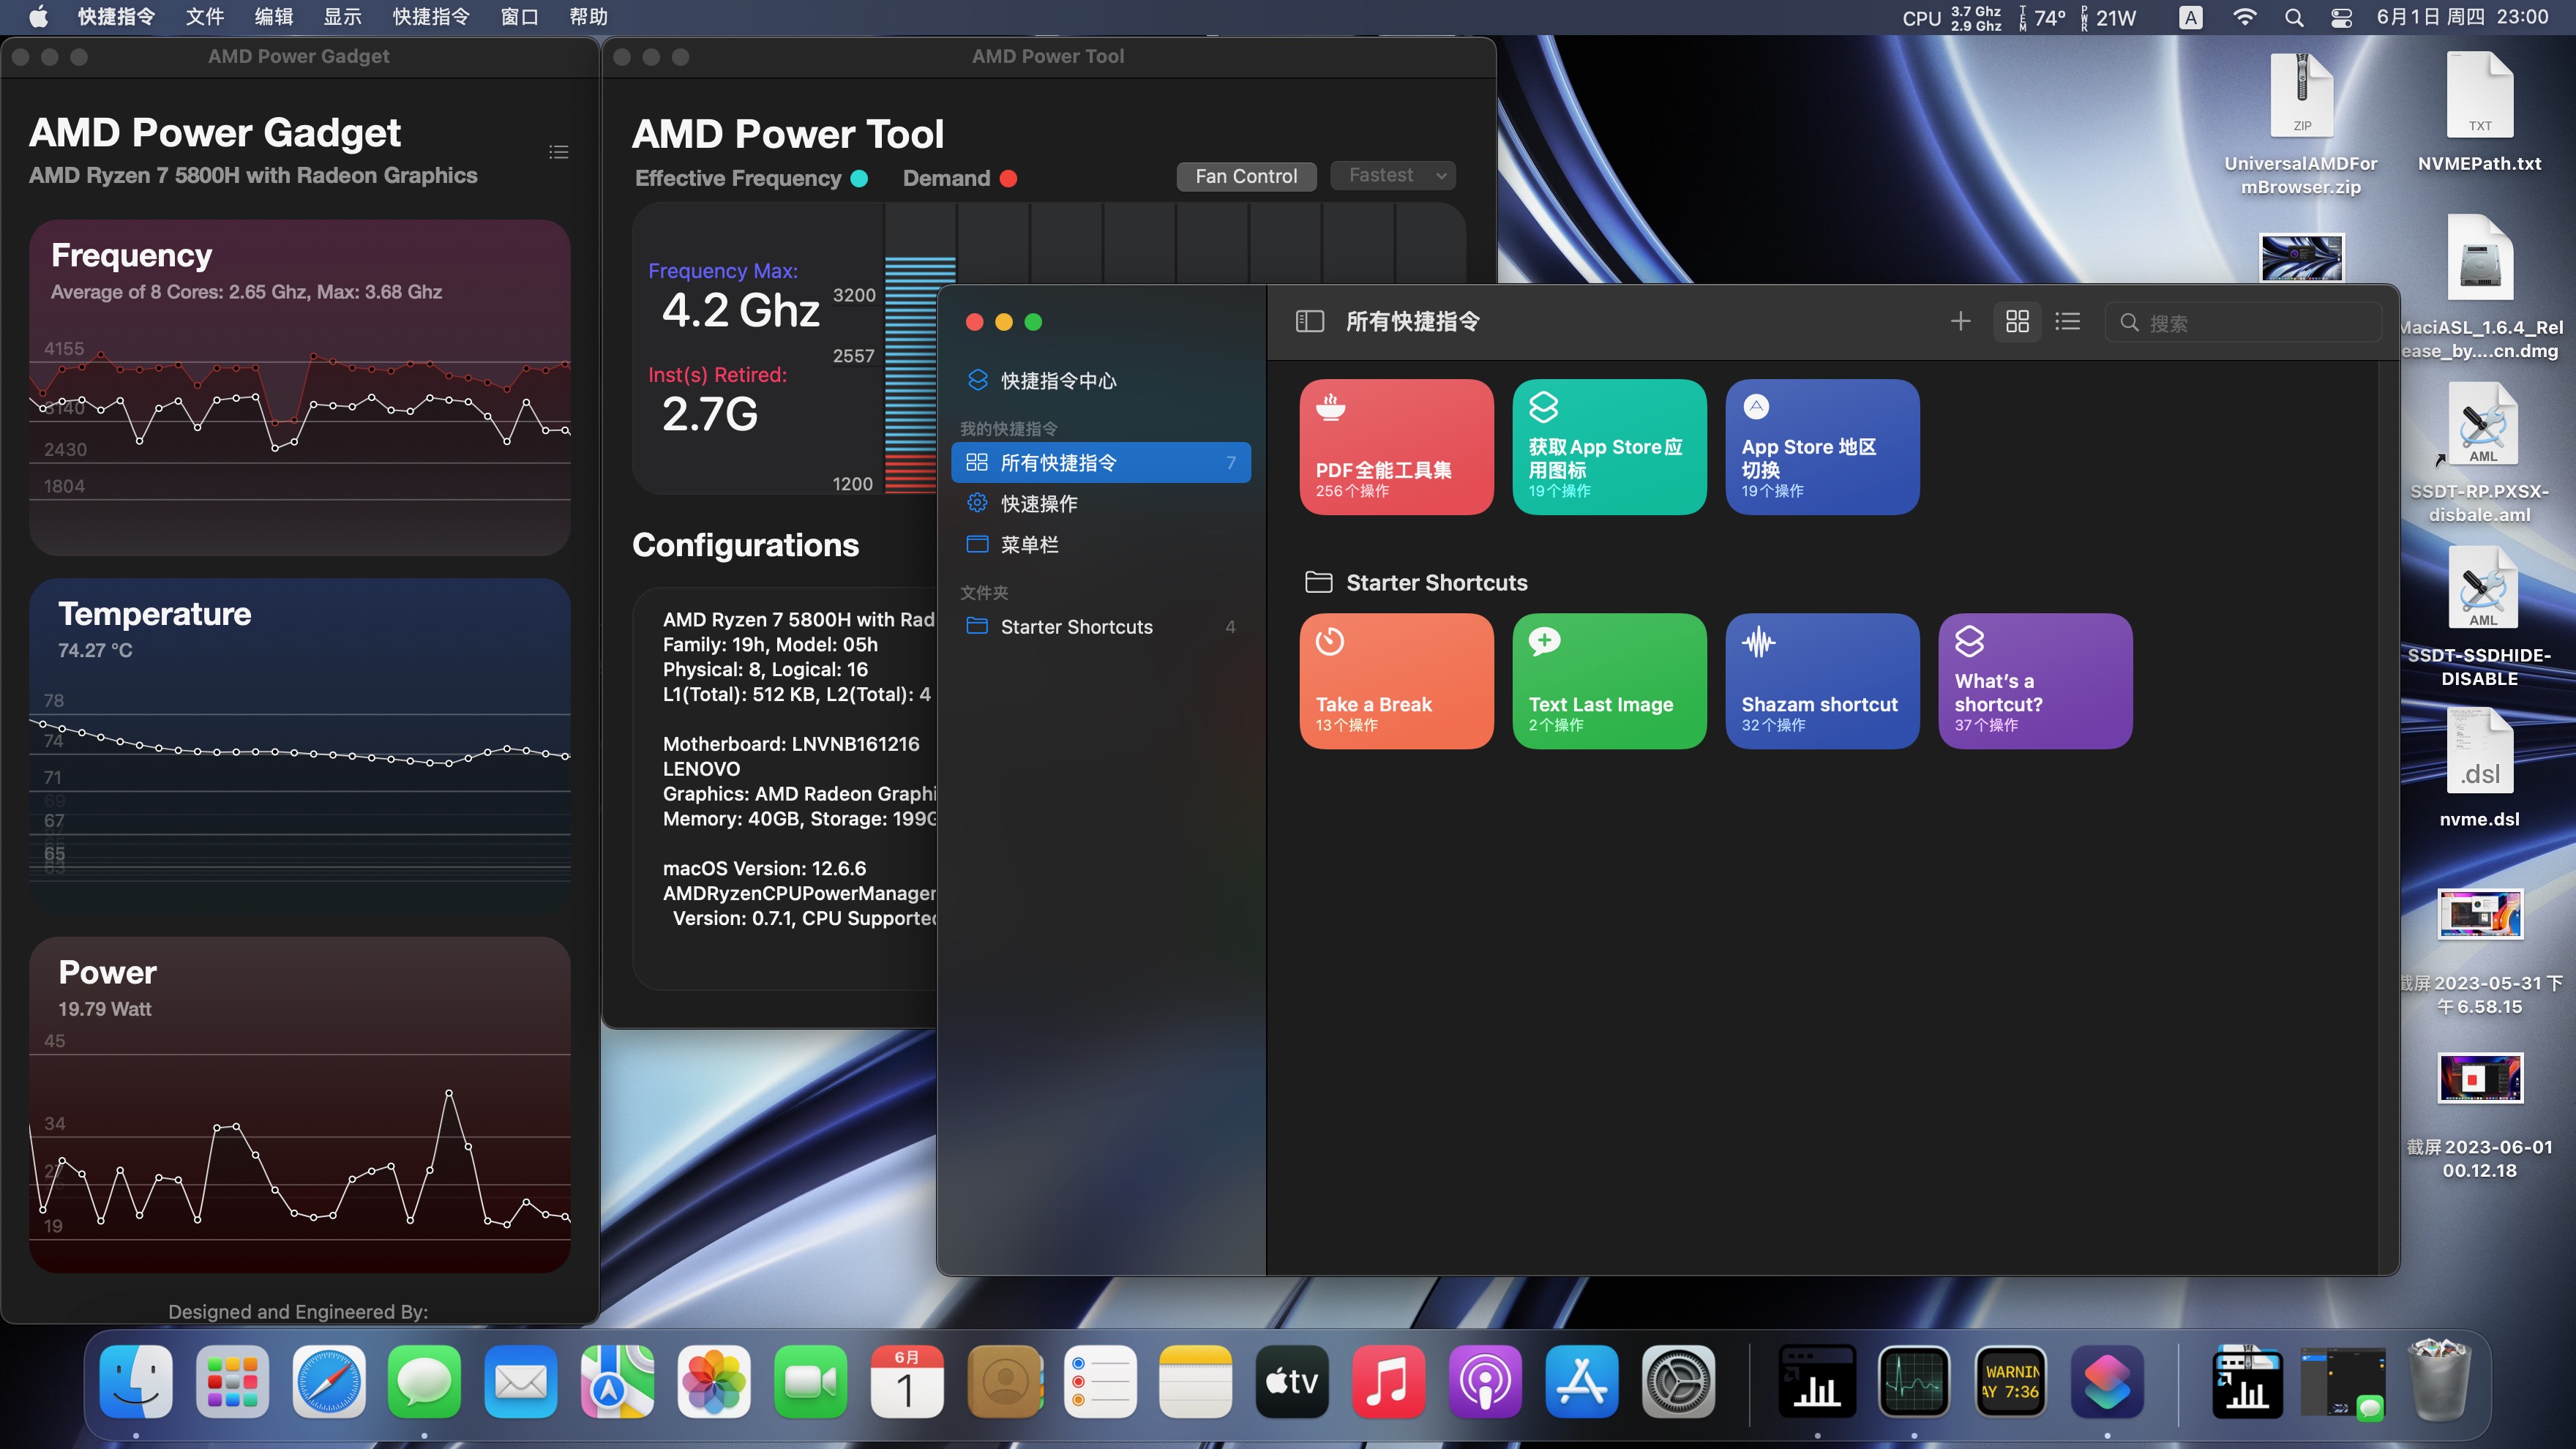 快捷指令 文件 编辑 显示 快捷指令 窗口 帮助
CPU 3.7 Ghz 2.9 Ghz TEM 74º PWR 21W A 6月1日 周四 23:00
AMD Power Gadget
AMD Power Gadget
AMD Ryzen 7 5800H with Radeon Graphics
Frequency
Average of 8 Cores: 2.65 Ghz, Max: 3.68 Ghz
4155
3140
2430
1804
Temperature
74.27 °C
78
74
71
69
67
65
63
Power
19.79 Watt
45
34
27
19
Designed and Engineered By:
AMD Power Tool
AMD Power Tool
Effective Frequency Demand Fan Control Fastest
Frequency Max:
4.2 Ghz
Inst(s) Retired:
2.7G
3200
2557
1200
Configurations
AMD Ryzen 7 5800H with Rad
Family: 19h, Model: 05h
Physical: 8, Logical: 16
L1(Total): 512 KB, L2(Total): 4
Motherboard: LNVNB161216
LENOVO
Graphics: AMD Radeon Graphi
Memory: 40GB, Storage: 199G
macOS Version: 12.6.6
AMDRyzenCPUPowerManager
Version: 0.7.1, CPU Supported
快捷指令中心
我的快捷指令
所有快捷指令 7
快速操作
菜单栏
文件夹
Starter Shortcuts 4
所有快捷指令 搜索
PDF全能工具集
256个操作
获取App Store应
用图标
19个操作
App Store 地区
切换
19个操作
Starter Shortcuts
Take a Break
13个操作
Text Last Image
2个操作
Shazam shortcut
32个操作
What's a
shortcut?
37个操作
ZIP
UniversalAMDFor
mBrowser.zip
TXT
NVMEPath.txt
MaciASL_1.6.4_Rel
ease_by....cn.dmg
AML
SSDT-RP.PXSX-
disbale.aml
AML
SSDT-SSDHIDE-
DISABLE
.dsl
nvme.dsl
截屏2023-05-31下
午6.58.15
截屏2023-06-01
00.12.18
6月
1
tv
WARNIN
AY 7:36